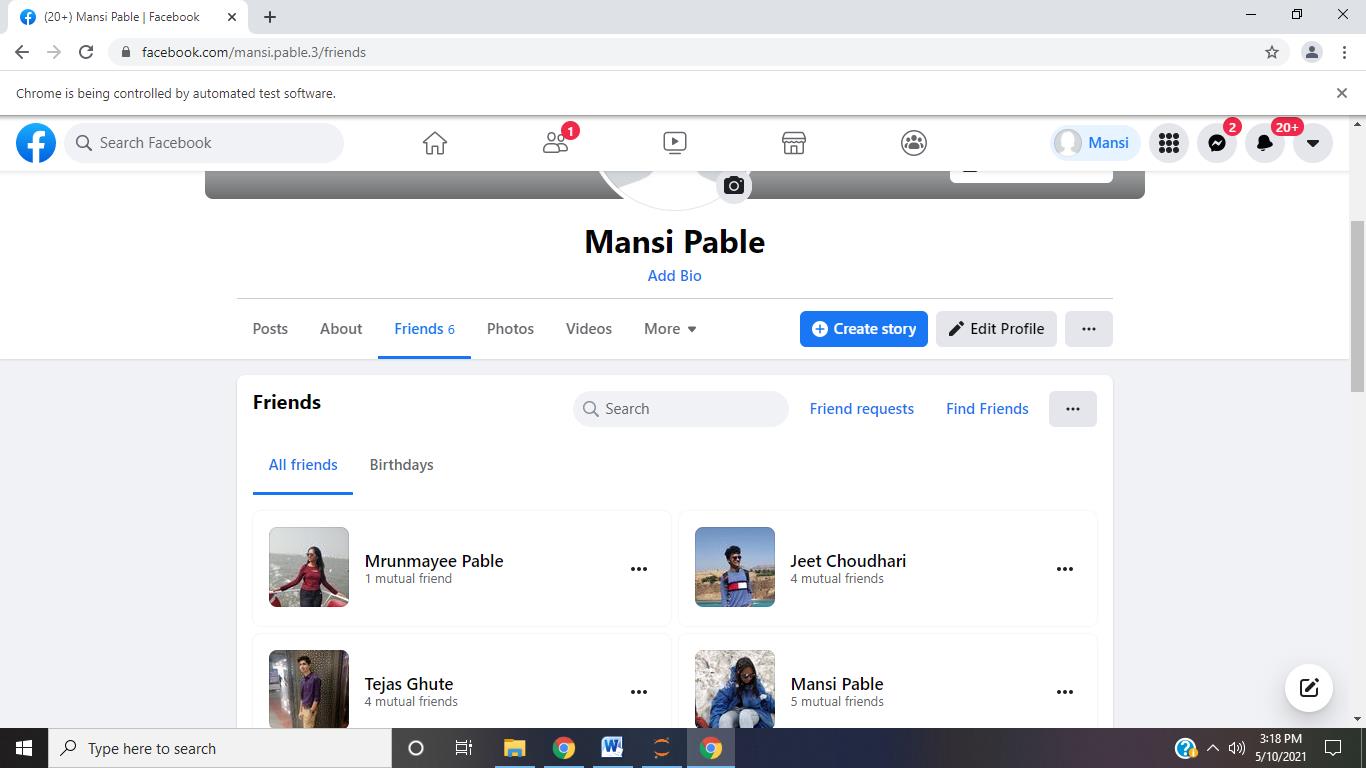 (20+) Mansi Pable | Facebook
facebook.com/mansi.pable.3/friends
Chrome is being controlled by automated test software.
Search Facebook
1
Mansi
2
20+
Mansi Pable
Add Bio
Posts About Friends 6 Photos Videos More Create story Edit Profile
Friends Search Friend requests Find Friends
All friends Birthdays
Mrunmayee Pable
1 mutual friend
Jeet Choudhari
4 mutual friends
Tejas Ghute
4 mutual friends
Mansi Pable
5 mutual friends
Type here to search
3:18 PM
5/10/2021